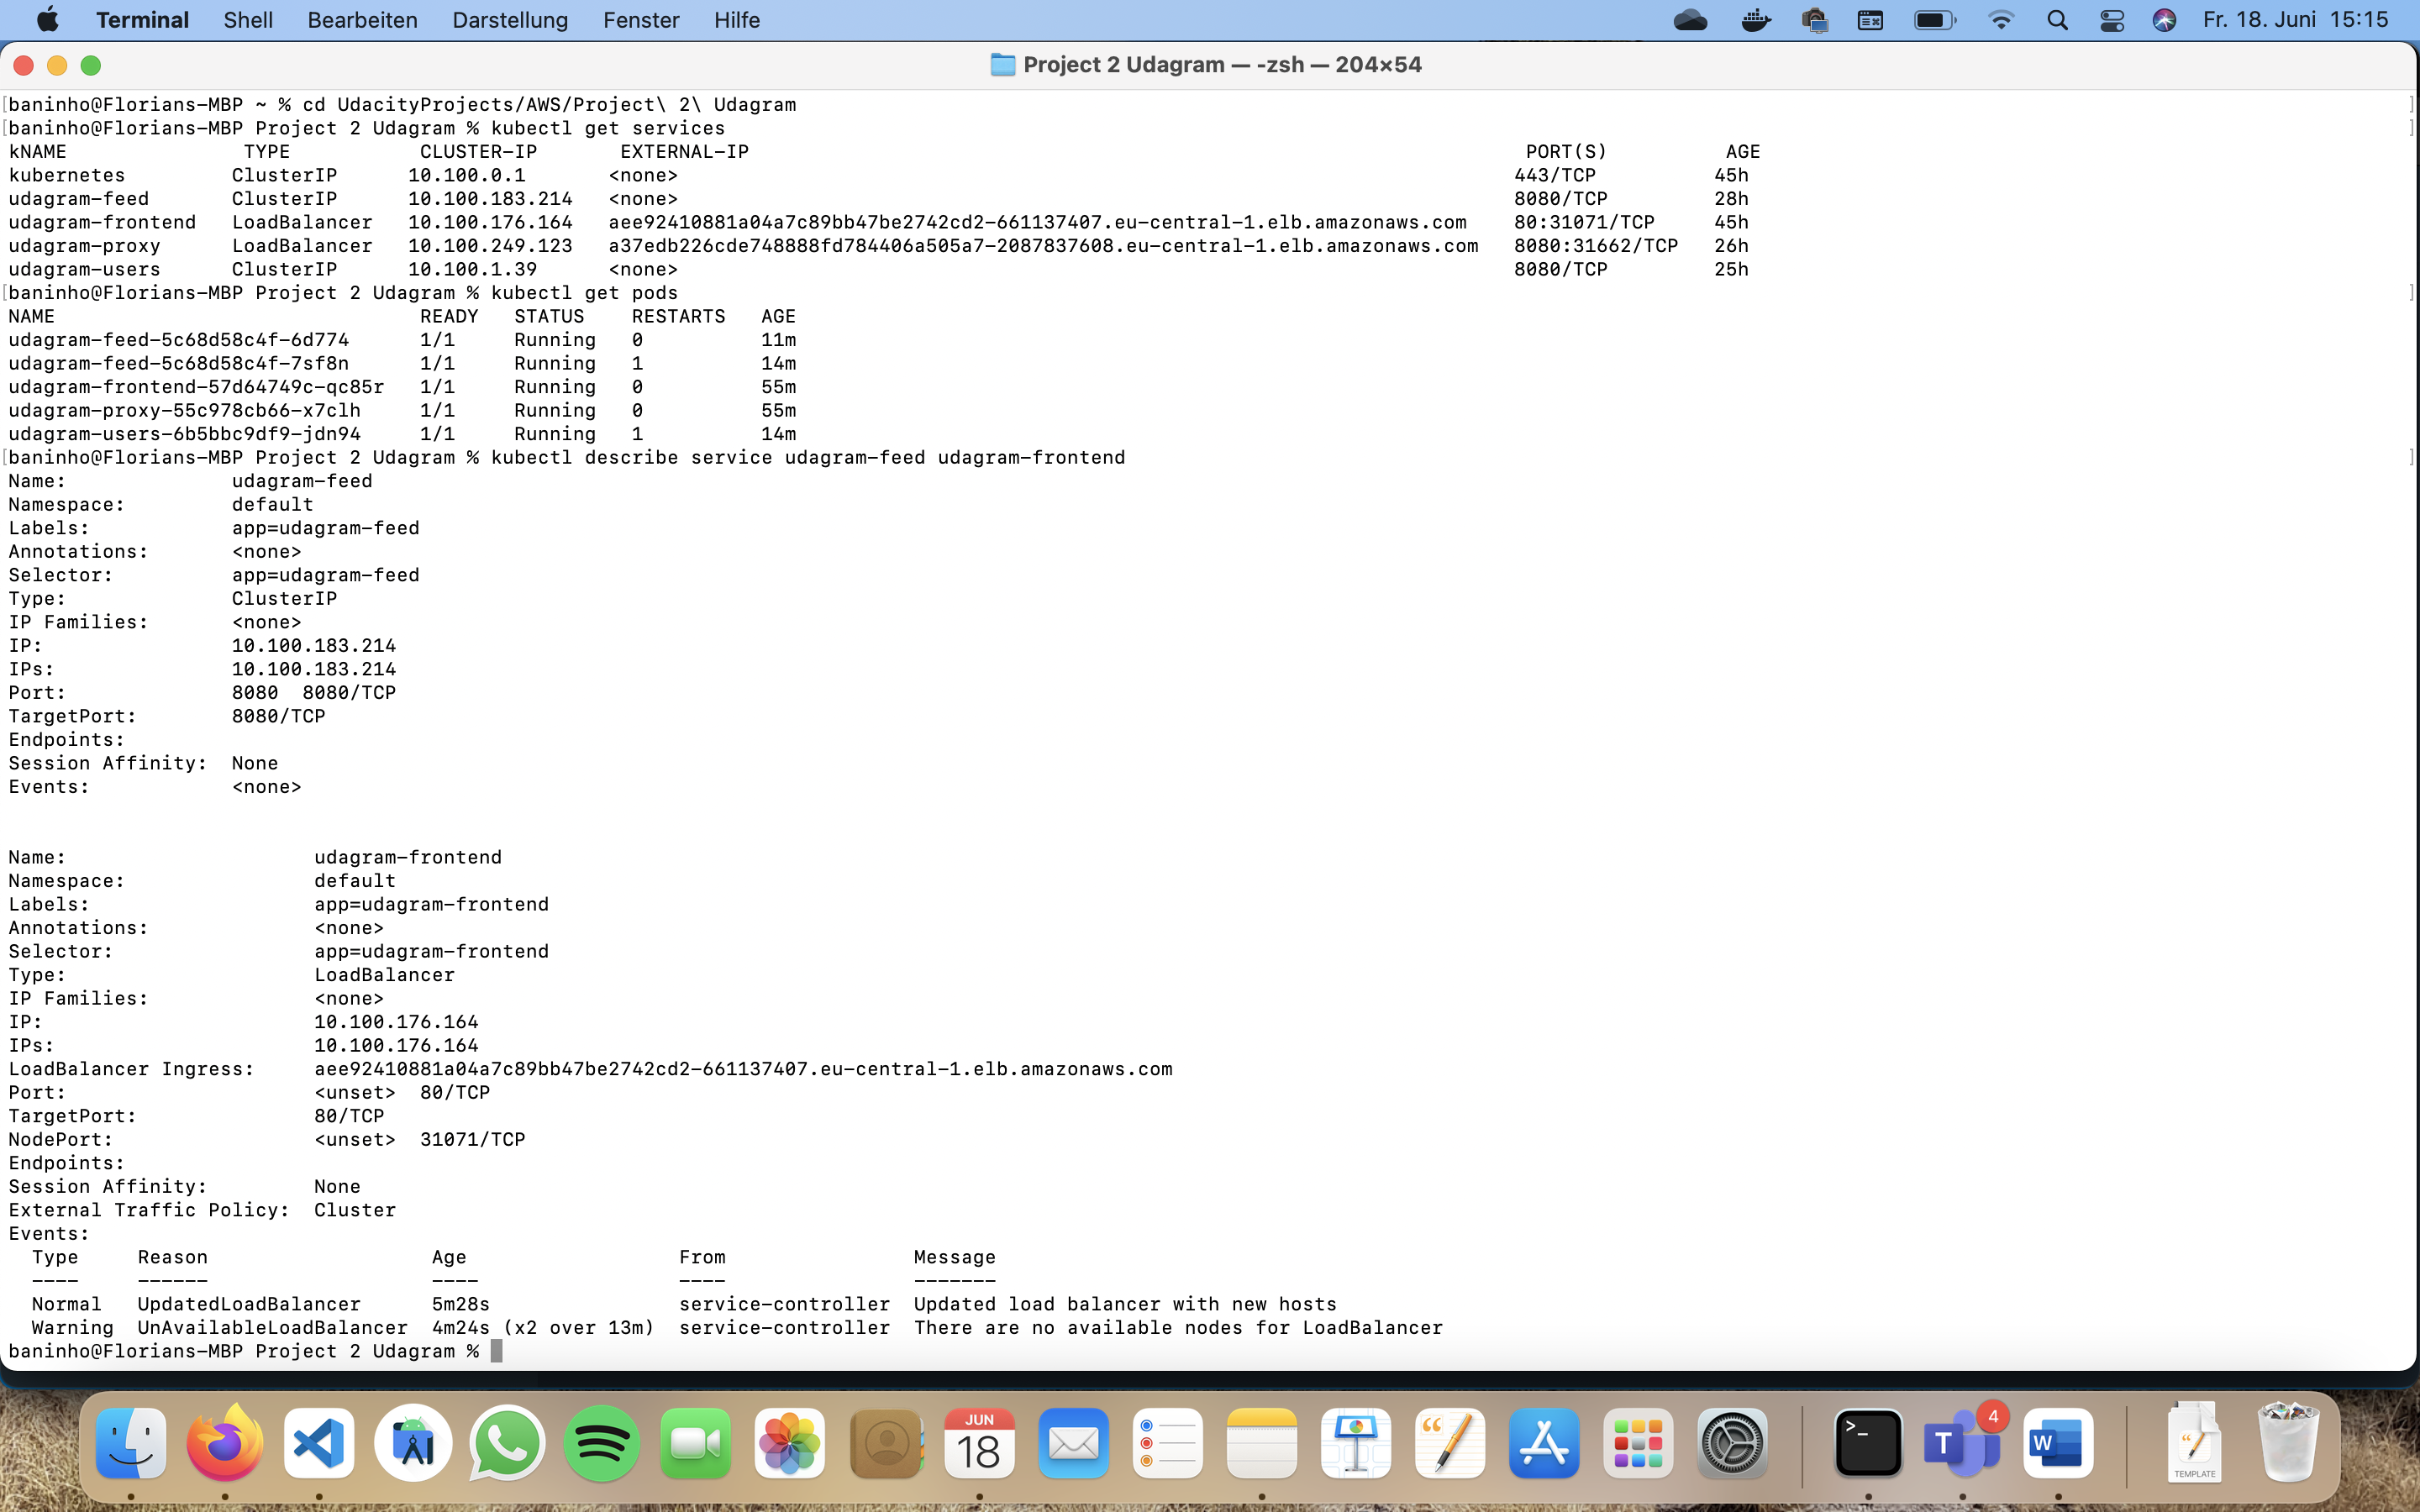 Terminal Shell Bearbeiten Darstellung Fenster Hilfe Fr. 18. Juni 15:15
Project 2 Udagram — -zsh — 204×54
[baninho@Florians-MBP ~ % cd UdacityProjects/AWS/Project\ 2\ Udagram ]
[baninho@Florians-MBP Project 2 Udagram % kubectl get services ]
kNAME TYPE CLUSTER-IP EXTERNAL-IP PORT(S) AGE
kubernetes ClusterIP 10.100.0.1 <none> 443/TCP 45h
udagram-feed ClusterIP 10.100.183.214 <none> 8080/TCP 28h
udagram-frontend LoadBalancer 10.100.176.164 aee92410881a04a7c89bb47be2742cd2-661137407.eu-central-1.elb.amazonaws.com 80:31071/TCP 45h
udagram-proxy LoadBalancer 10.100.249.123 a37edb226cde748888fd784406a505a7-2087837608.eu-central-1.elb.amazonaws.com 8080:31662/TCP 26h
udagram-users ClusterIP 10.100.1.39 <none> 8080/TCP 25h
[baninho@Florians-MBP Project 2 Udagram % kubectl get pods ]
NAME READY STATUS RESTARTS AGE
udagram-feed-5c68d58c4f-6d774 1/1 Running 0 11m
udagram-feed-5c68d58c4f-7sf8n 1/1 Running 1 14m
udagram-frontend-57d64749c-qc85r 1/1 Running 0 55m
udagram-proxy-55c978cb66-x7clh 1/1 Running 0 55m
udagram-users-6b5bbc9df9-jdn94 1/1 Running 1 14m
[baninho@Florians-MBP Project 2 Udagram % kubectl describe service udagram-feed udagram-frontend ]
Name: udagram-feed
Namespace: default
Labels: app=udagram-feed
Annotations: <none>
Selector: app=udagram-feed
Type: ClusterIP
IP Families: <none>
IP: 10.100.183.214
IPs: 10.100.183.214
Port: 8080 8080/TCP
TargetPort: 8080/TCP
Endpoints:
Session Affinity: None
Events: <none>
Name: udagram-frontend
Namespace: default
Labels: app=udagram-frontend
Annotations: <none>
Selector: app=udagram-frontend
Type: LoadBalancer
IP Families: <none>
IP: 10.100.176.164
IPs: 10.100.176.164
LoadBalancer Ingress: aee92410881a04a7c89bb47be2742cd2-661137407.eu-central-1.elb.amazonaws.com
Port: <unset> 80/TCP
TargetPort: 80/TCP
NodePort: <unset> 31071/TCP
Endpoints:
Session Affinity: None
External Traffic Policy: Cluster
Events:
Type Reason Age From Message
---- ------ ---- ---- -------
Normal UpdatedLoadBalancer 5m28s service-controller Updated load balancer with new hosts
Warning UnAvailableLoadBalancer 4m24s (x2 over 13m) service-controller There are no available nodes for LoadBalancer
baninho@Florians-MBP Project 2 Udagram %
JUN
18
>_
T
4
W
TEMPLATE